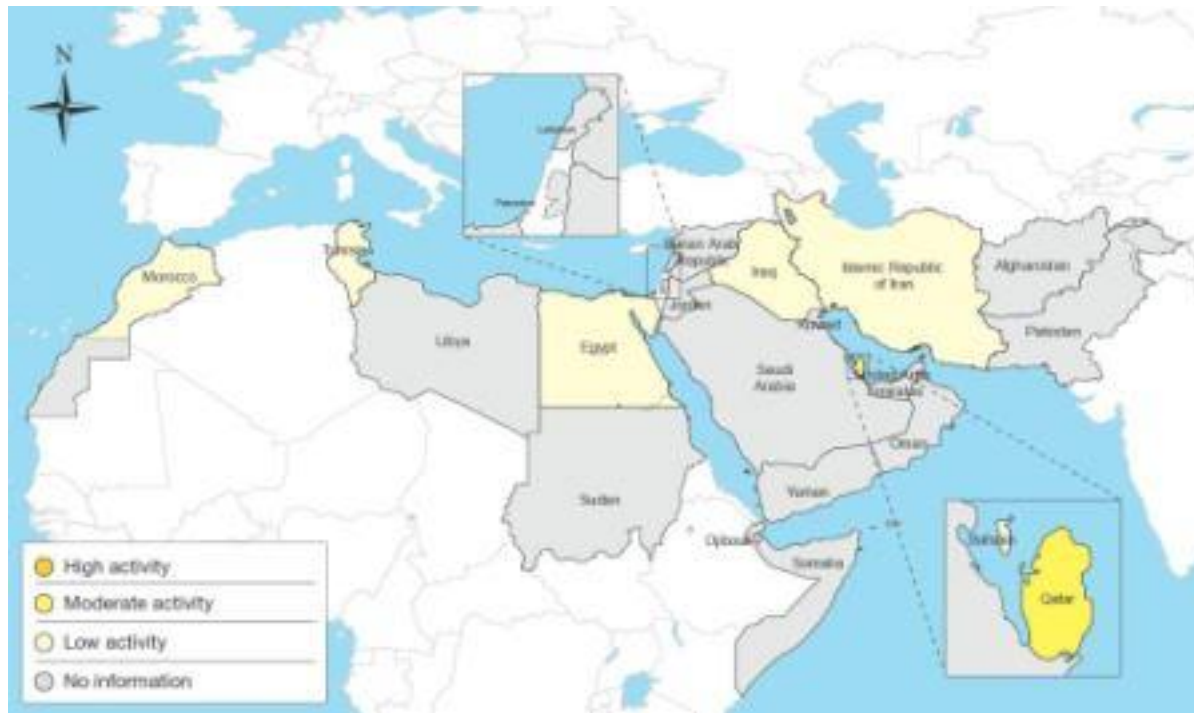 N
Lebanon
Palestine
Syrian Arab
Republic
Tunisia
Morocco
Iraq
Islamic Republic
of Iran
Afghanistan
Jordan
Kuwait
Pakistan
Libya
Egypt
Saudi
Arabia
United Arab
Emirates
Oman
Sudan
Yemen
Djibouti
Somalia
Bahrain
Qatar
High activity
Moderate activity
Low activity
No information